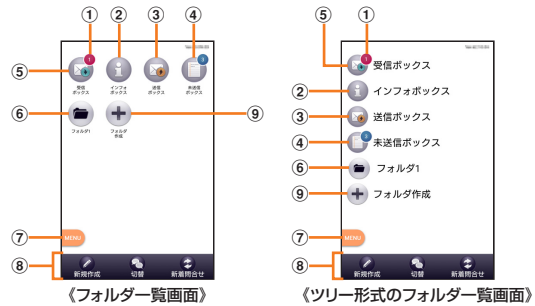 ① ② ③ ④
⑤
1
3
受信
ボックス
インフォ
ボックス
送信
ボックス
未送信
ボックス
⑥
⑨
フォルダ1
フォルダ
作成
⑦
MENU
⑧
新規作成 切替 新着問合せ
《フォルダ一覧画面》
⑤ ①
1
受信ボックス
② インフォボックス
③ 送信ボックス
3
④ 未送信ボックス
⑥ フォルダ1
⑨ フォルダ作成
⑦
MENU
⑧
新規作成 切替 新着問合せ
《ツリー形式のフォルダ一覧画面》